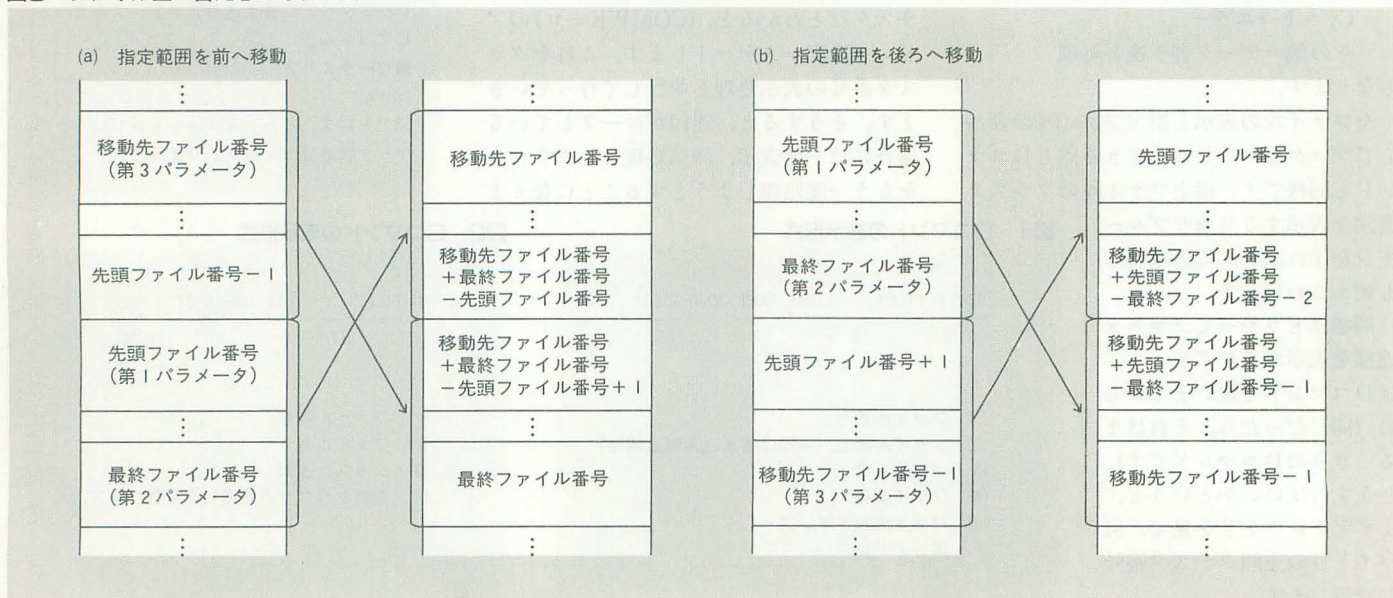 (a) 指定範囲を前へ移動
⋮
移動先ファイル番号
(第3パラメータ)
⋮
先頭ファイル番号−1
先頭ファイル番号
(第1パラメータ)
⋮
最終ファイル番号
(第2パラメータ)
⋮
⋮
移動先ファイル番号
⋮
移動先ファイル番号
+最終ファイル番号
−先頭ファイル番号
移動先ファイル番号
+最終ファイル番号
−先頭ファイル番号+1
⋮
最終ファイル番号
⋮
(b) 指定範囲を後ろへ移動
⋮
先頭ファイル番号
(第1パラメータ)
⋮
最終ファイル番号
(第2パラメータ)
先頭ファイル番号+1
⋮
移動先ファイル番号−1
(第3パラメータ)
⋮
⋮
先頭ファイル番号
⋮
移動先ファイル番号
+先頭ファイル番号
−最終ファイル番号−2
移動先ファイル番号
+先頭ファイル番号
−最終ファイル番号−1
⋮
移動先ファイル番号−1
⋮